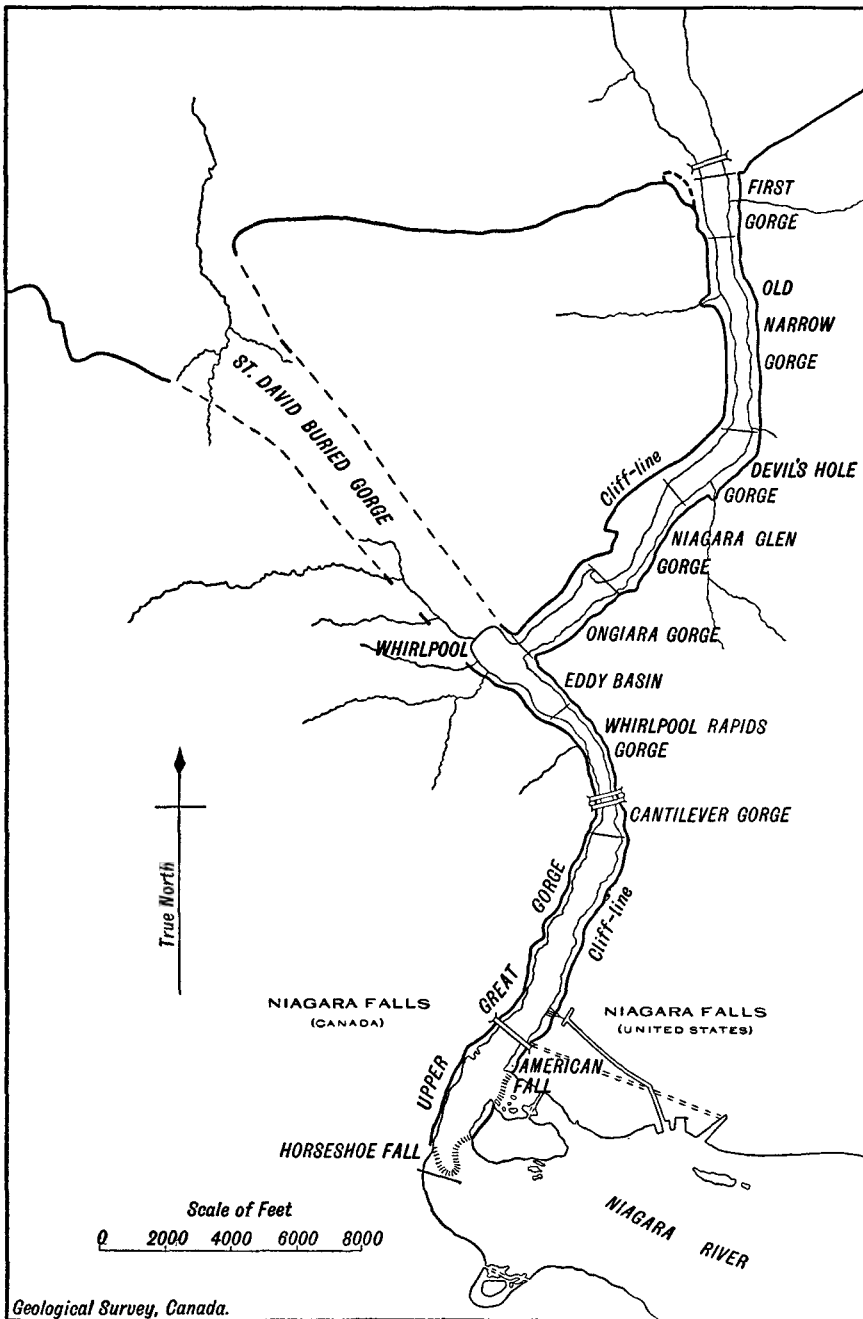 FIRST
GORGE
OLD
NARROW
GORGE
ST. DAVID BURIED GORGE
Cliff-line
DEVIL'S HOLE
GORGE
NIAGARA GLEN
GORGE
ONGIARA GORGE
WHIRLPOOL
EDDY BASIN
WHIRLPOOL RAPIDS
GORGE
CANTILEVER GORGE
True North
UPPER GREAT GORGE
Cliff-line
NIAGARA FALLS
(CANADA)
NIAGARA FALLS
(UNITED STATES)
AMERICAN
FALL
HORSESHOE FALL
NIAGARA RIVER
Scale of Feet
0 2000 4000 6000 8000
Geological Survey, Canada.